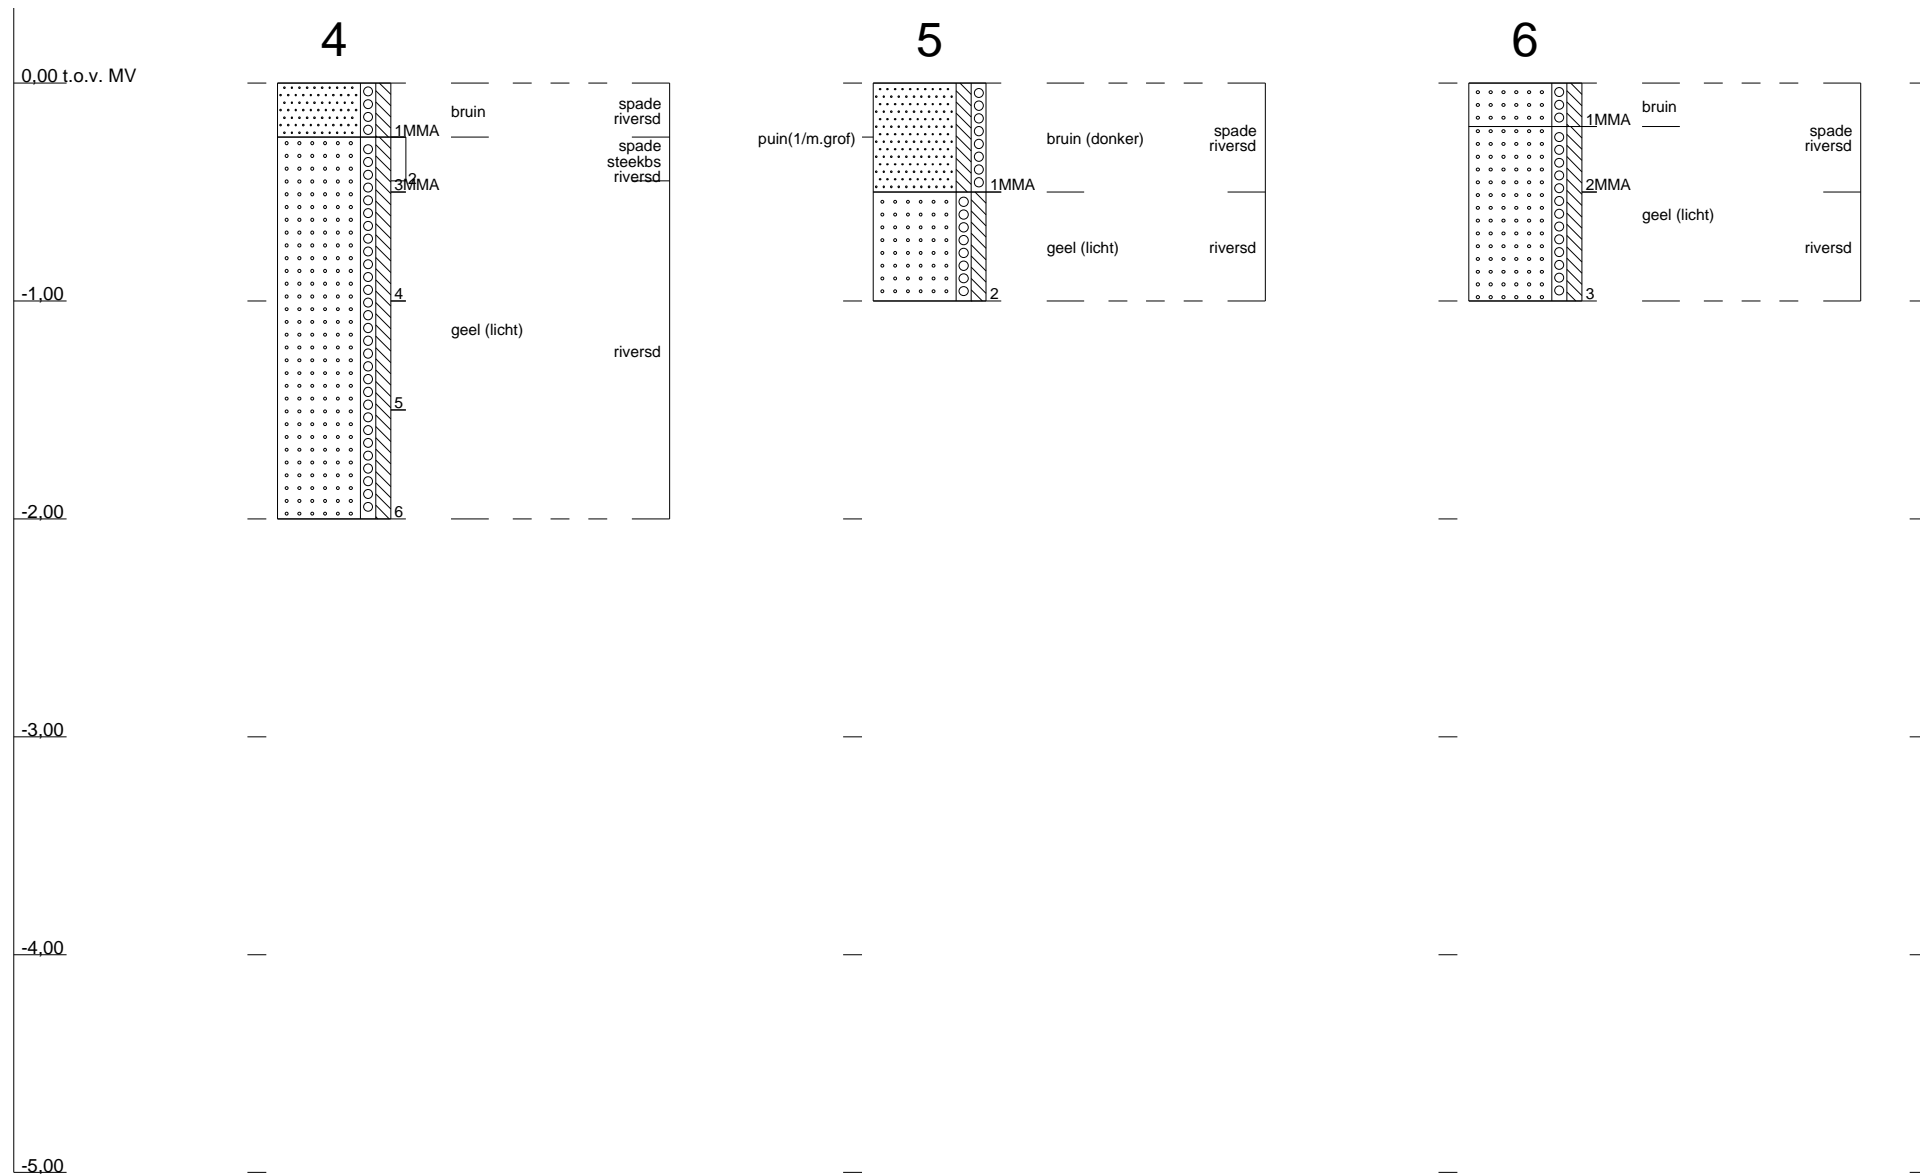 4
5
6
0,00 t.o.v. MV
bruin
spade
riversd
1MMA
spade
steekbs
riversd
2
3MMA
4
geel (licht)
riversd
5
6
puin(1/m.grof)
bruin (donker)
spade
riversd
1MMA
geel (licht)
riversd
2
bruin
1MMA
spade
riversd
2MMA
geel (licht)
riversd
3
-1,00
-2,00
-3,00
-4,00
-5,00